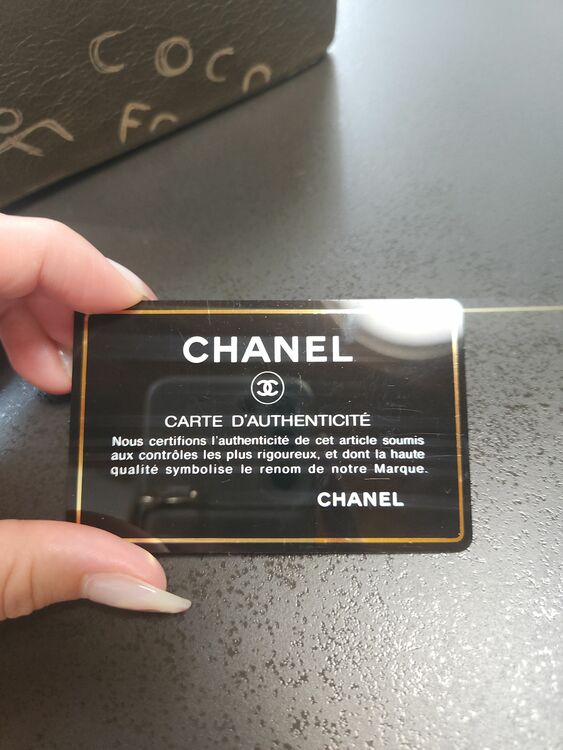 COCO
CHANEL
CARTE D'AUTHENTICITÉ
Nous certifions l'authenticité de cet article soumis
aux contrôles les plus rigoureux, et dont la haute
qualité symbolise le renom de notre Marque.
CHANEL